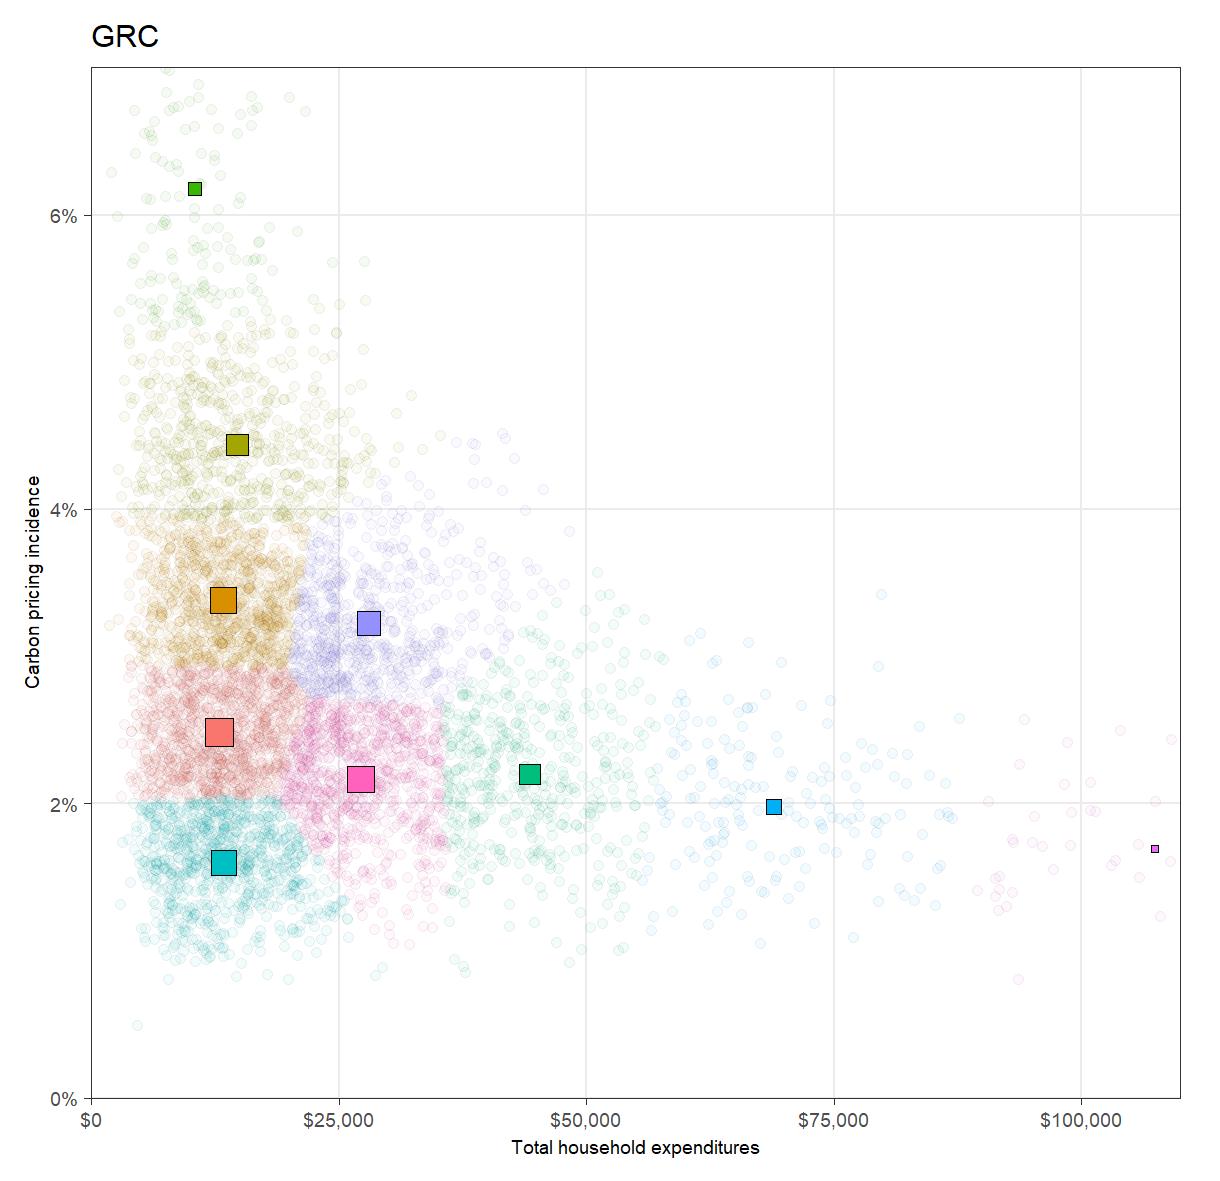 GRC
Carbon pricing incidence
6%
4%
2%
0%
$0 $25,000 $50,000 $75,000 $100,000
Total household expenditures